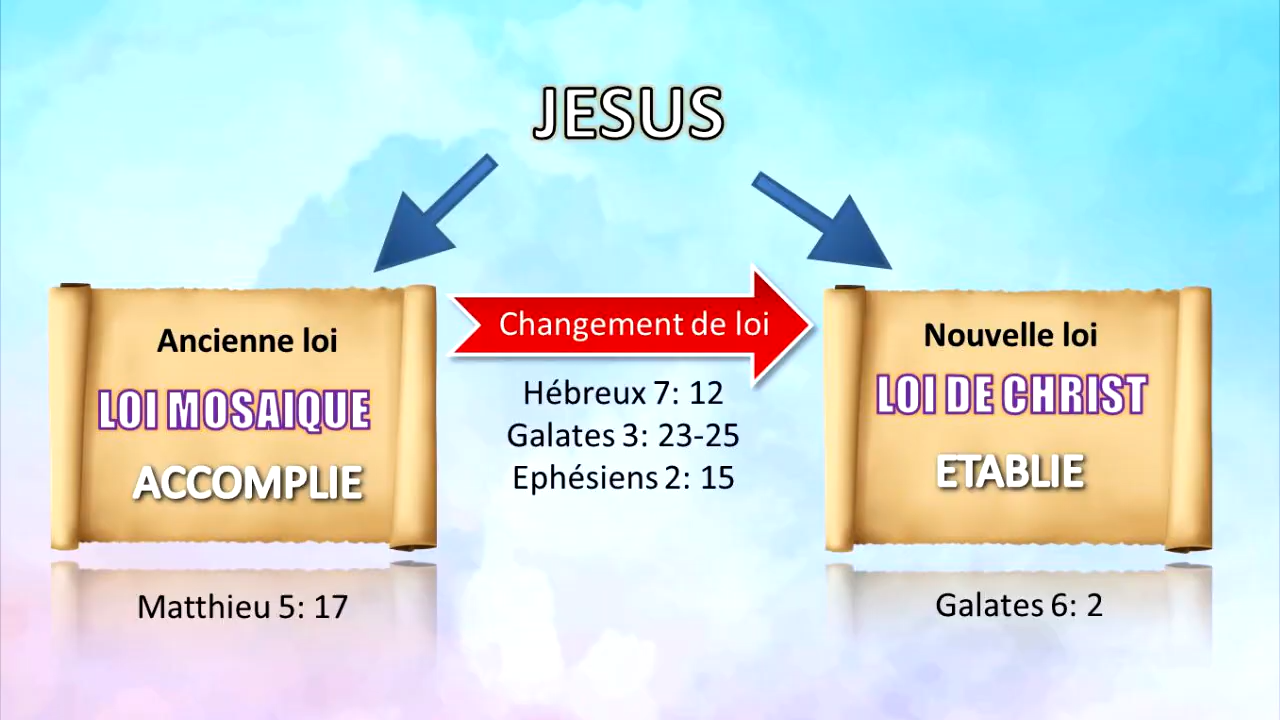 JESUS
Ancienne loi
LOI MOSAIQUE
ACCOMPLIE
Matthieu 5: 17
Changement de loi
Hébreux 7: 12
Galates 3: 23-25
Ephésiens 2: 15
Nouvelle loi
LOI DE CHRIST
ETABLIE
Galates 6: 2